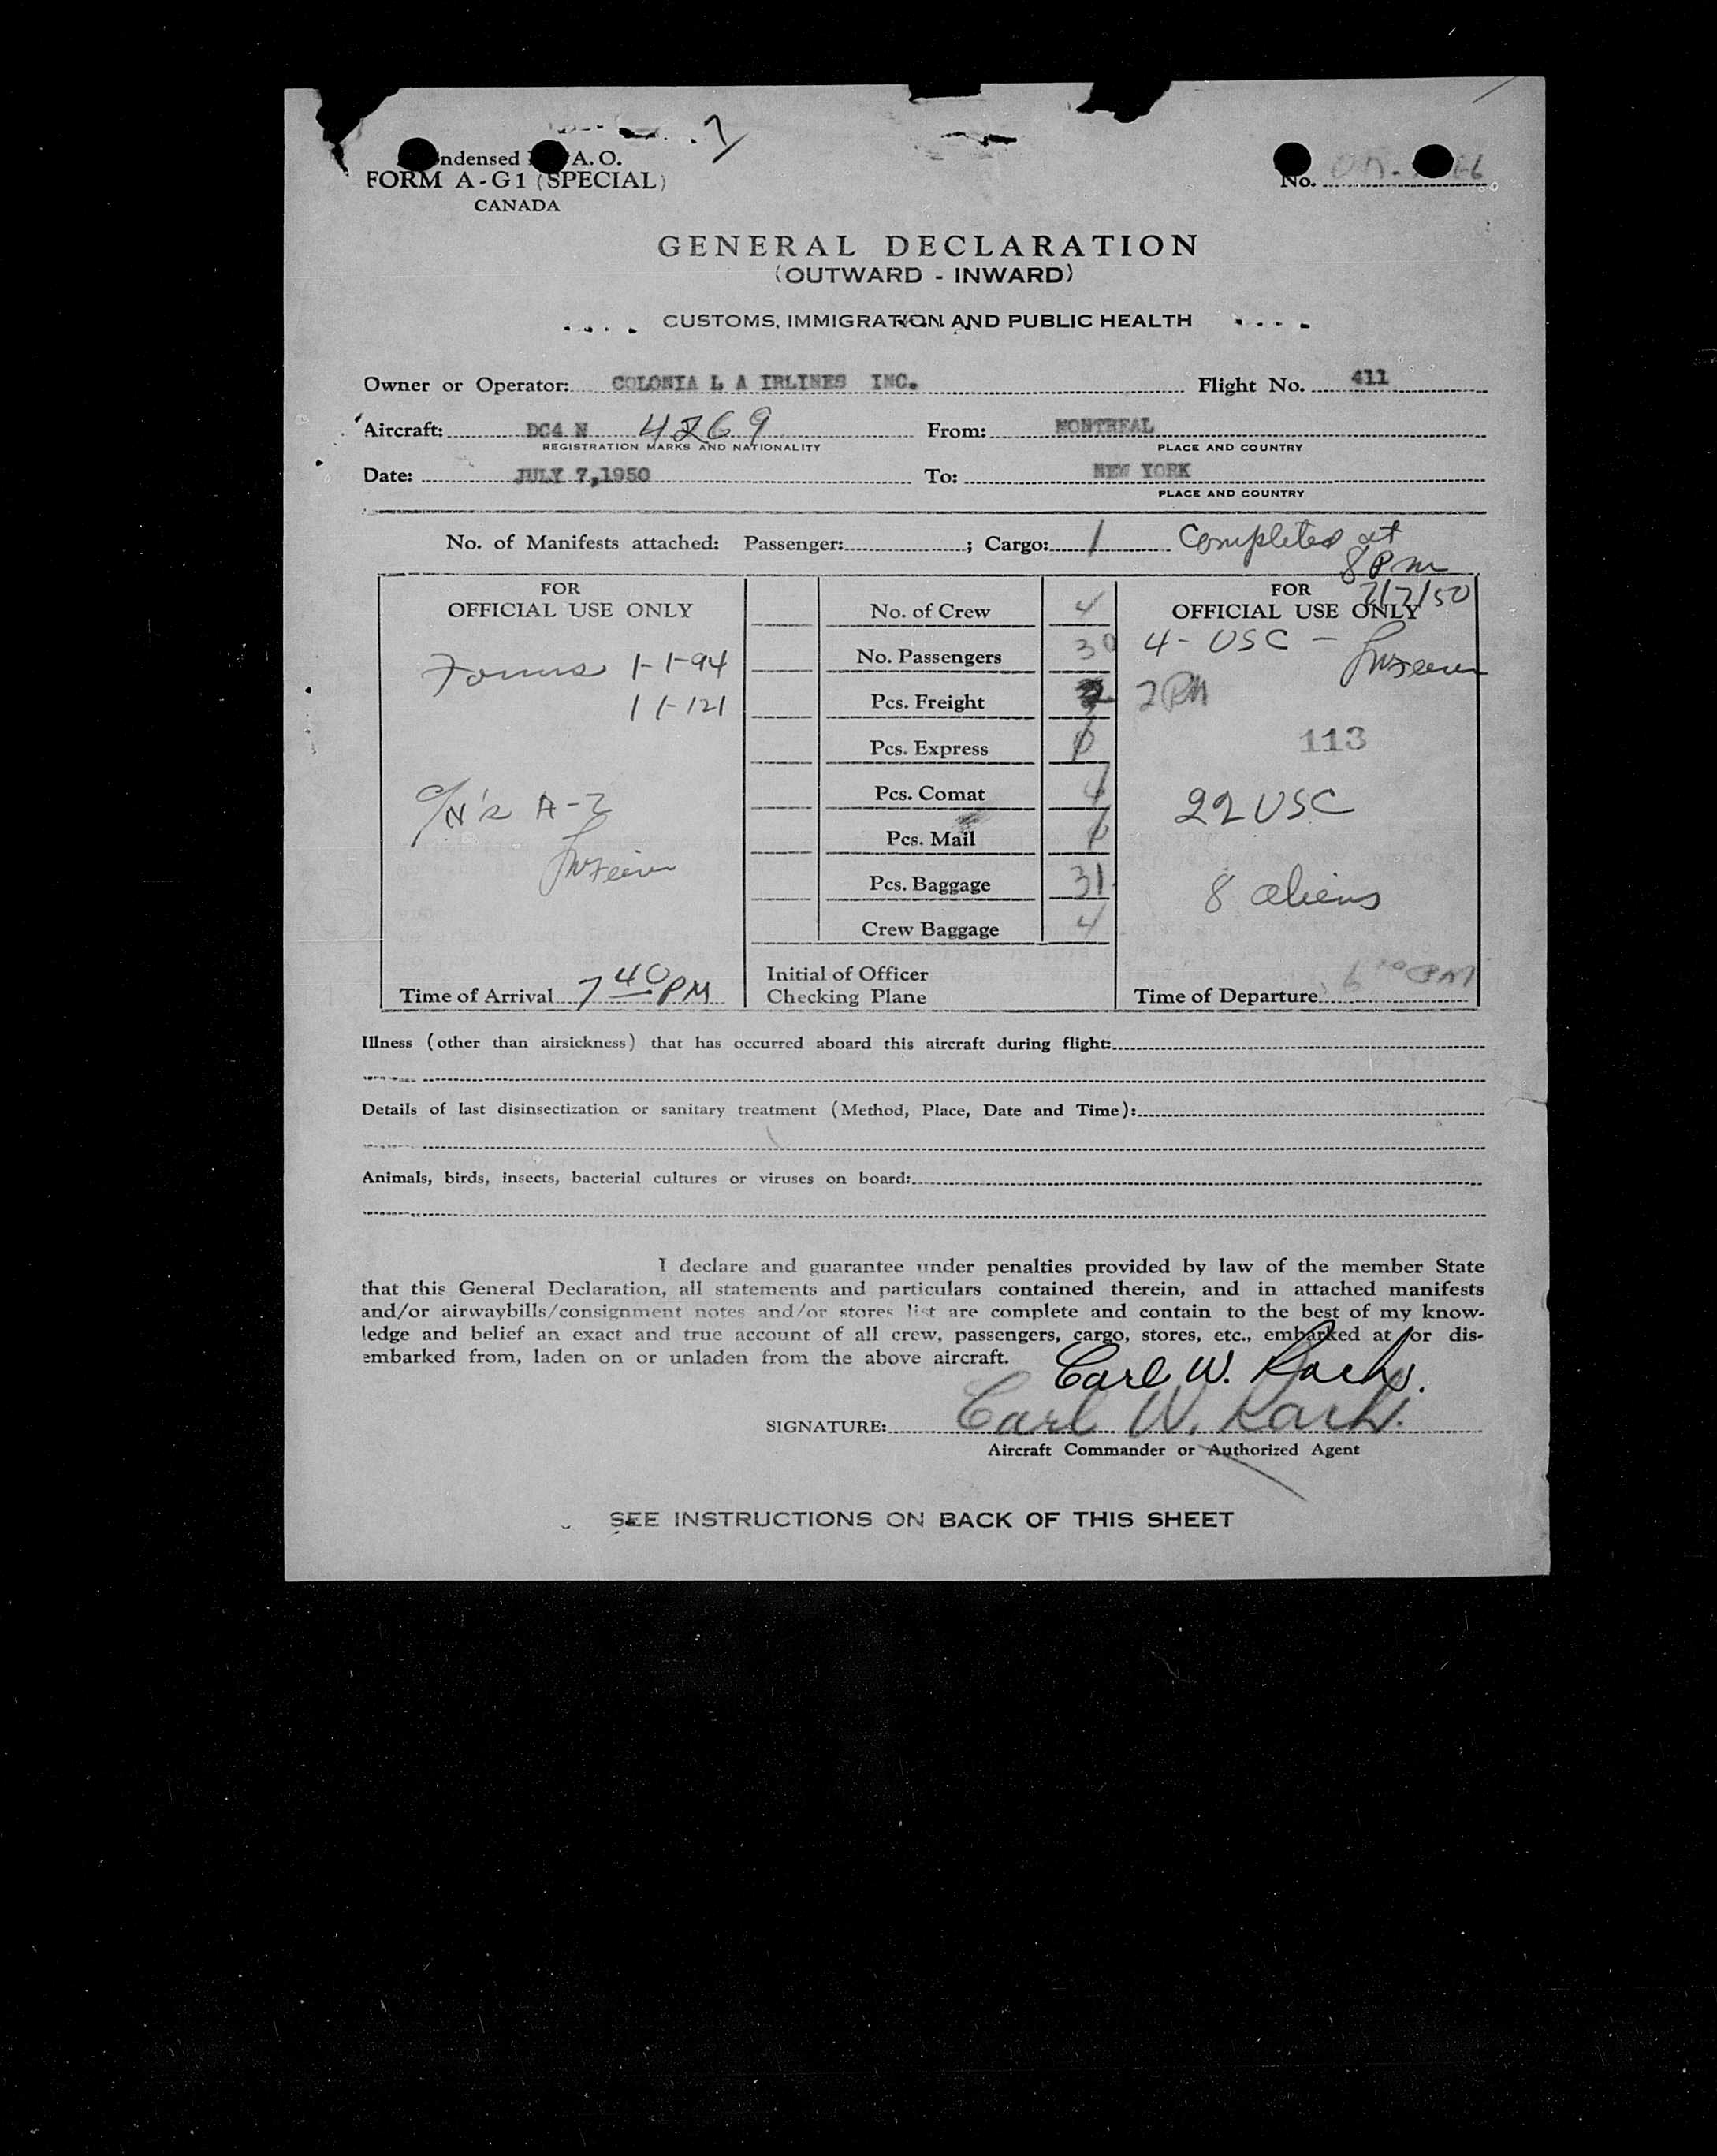 ndensed A.O.
FORM A-G1 (SPECIAL)
CANADA
No.
GENERAL DECLARATION
(OUTWARD - INWARD)
CUSTOMS, IMMIGRATION AND PUBLIC HEALTH
Owner or Operator: COLONIA L A IRLINES INC. Flight No. 411
Aircraft: DC4 N 4269 From: MONTREAL
REGISTRATION MARKS AND NATIONALITY PLACE AND COUNTRY
Date: JULY 7,1950 To: NEW YORK
PLACE AND COUNTRY
No. of Manifests attached: Passenger: ; Cargo: 1 Completed at
8 Pm
7/7/50
FOR
OFFICIAL USE ONLY
Forms 1-1-94
11-121
A-2
Time of Arrival 7 40 PM
No. of Crew 4
No. Passengers 30
Pcs. Freight
Pcs. Express
Pcs. Comat
Pcs. Mail
Pcs. Baggage 31
Crew Baggage 4
Initial of Officer
Checking Plane
FOR
OFFICIAL USE ONLY
4 - USC -
2 PM
113
22 USC
8 aliens
Time of Departure
Illness (other than airsickness) that has occurred aboard this aircraft during flight:
Details of last disinsectization or sanitary treatment (Method, Place, Date and Time):
Animals, birds, insects, bacterial cultures or viruses on board:
I declare and guarantee under penalties provided by law of the member State
that this General Declaration, all statements and particulars contained therein, and in attached manifests
and/or airwaybills/consignment notes and/or stores list are complete and contain to the best of my know-
ledge and belief an exact and true account of all crew, passengers, cargo, stores, etc., embarked at or dis-
embarked from, laden on or unladen from the above aircraft.
Carl W.
SIGNATURE: Carl W.
Aircraft Commander or Authorized Agent
SEE INSTRUCTIONS ON BACK OF THIS SHEET